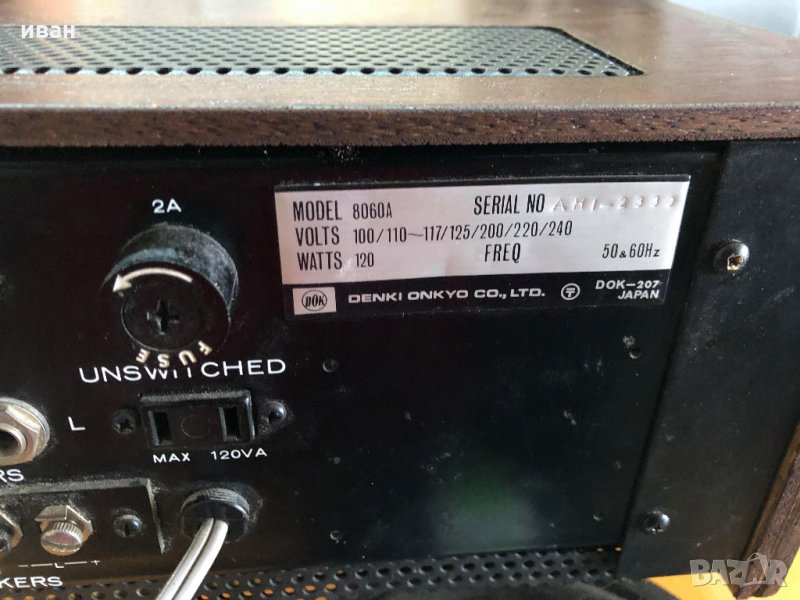 иван
2A
FUSE
UNSWITCHED
MODEL 8060A SERIAL NO
VOLTS 100/110~117/125/200/220/240
WATTS 120 FREQ 50&60Hz
DOK DENKI ONKYO CO., LTD. DOK-207
JAPAN
L
MAX 120VA
RS
L +
KERS
BAZAR